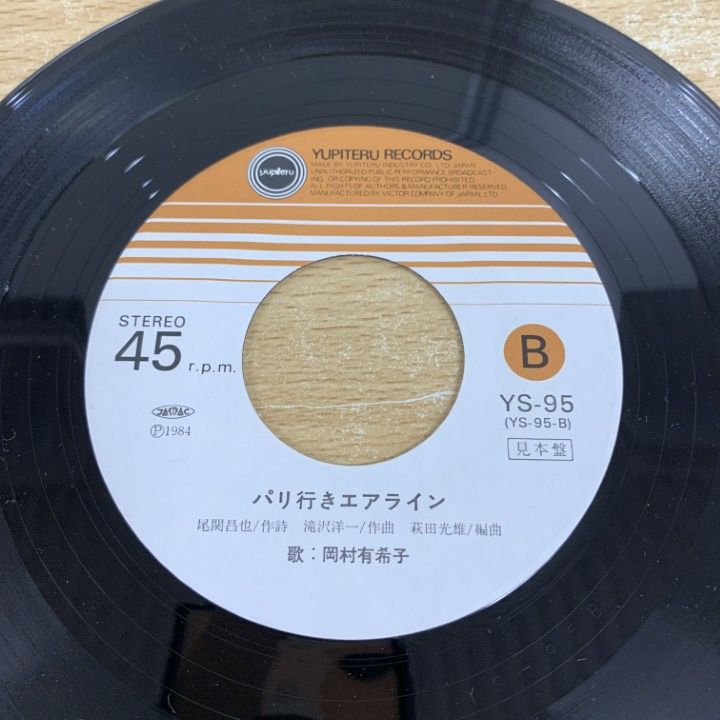 yupiteru
YUPITERU RECORDS
MADE BY YUPITERU INDUSTRY CO., LTD. JAPAN
UNAUTHORIZED PUBLIC PERFORMANCE BROADCAST-
ING OR COPYING OF THIS RECORD PROHIBITED
ALL RIGHTS OF AUTHORS & MANUFACTURER RESERVED
MANUFACTURED BY VICTOR COMPANY OF JAPAN, LTD
STEREO
45 r.p.m.
B
YS-95
(YS-95-B)
見本盤
JASRAC
Ⓟ1984
パリ行きエアライン
尾関昌也/作詩 滝沢洋一/作曲 萩田光雄/編曲
歌:岡村有希子
YS-95B